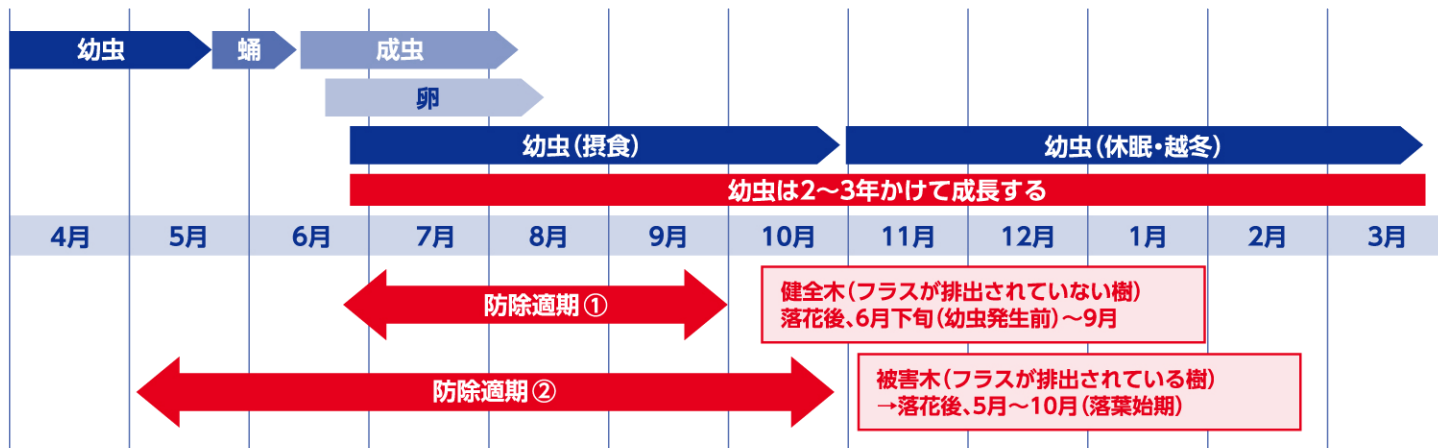 幼虫
蛹
成虫
卵
幼虫（摂食）
幼虫（休眠・越冬）
幼虫は2～3年かけて成長する
4月
5月
6月
7月
8月
9月
10月
11月
12月
1月
2月
3月
防除適期①
健全木（フラスが排出されていない樹）
落花後、6月下旬（幼虫発生前）～9月
防除適期②
被害木（フラスが排出されている樹）
→落花後、5月～10月（落葉始期）